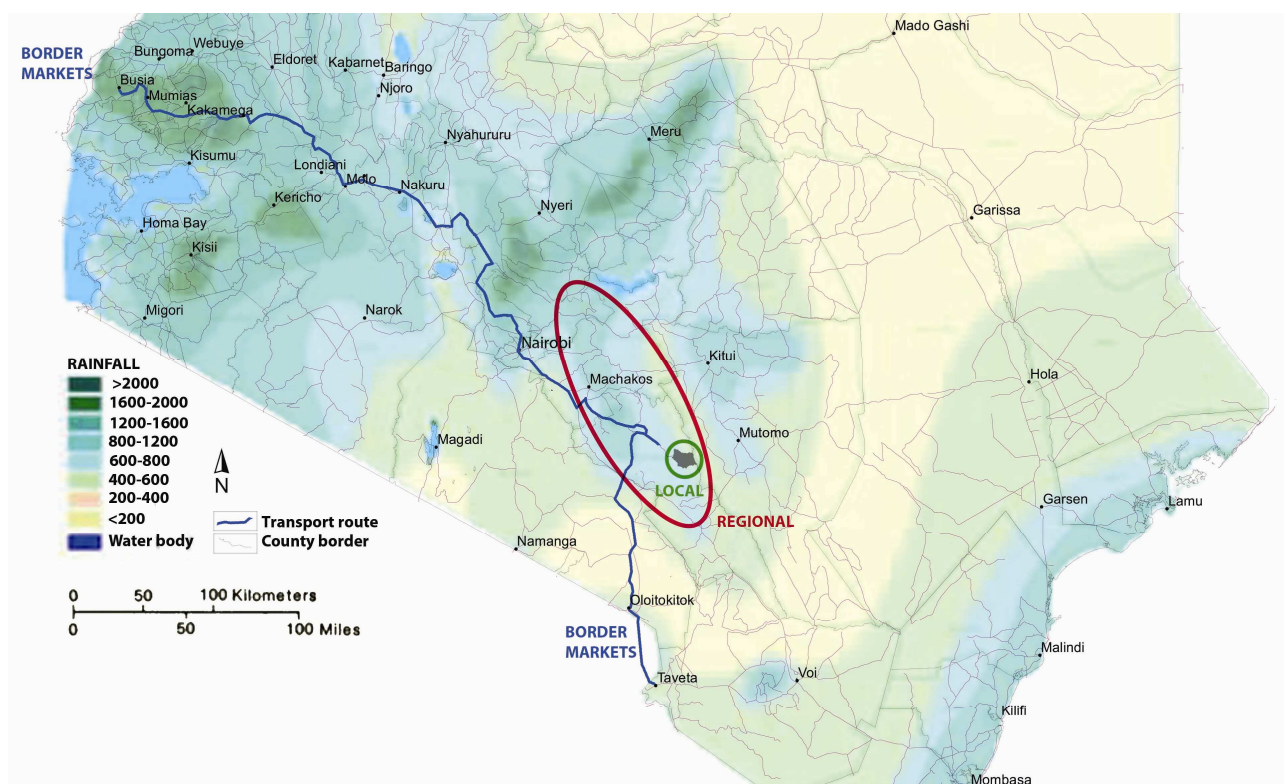 Mado Gashi
BORDER
MARKETS
Bungoma
Webuye
Eldoret
Kabarnet
Baringo
Busia
Mumias
Njoro
Kakamega
Nyahururu
Meru
Kisumu
Londiani
Molo
Nakuru
Kericho
Nyeri
Garissa
Homa Bay
Kisii
Migori
Narok
Nairobi
Kitui
Machakos
Hola
RAINFALL
>2000
1600-2000
1200-1600
800-1200
600-800
400-600
200-400
<200
Water body
N
Transport route
County border
Magadi
Mutomo
LOCAL
REGIONAL
Garsen
Lamu
Namanga
0 50 100 Kilometers
0 50 100 Miles
Oloitokitok
BORDER
MARKETS
Taveta
Voi
Malindi
Kilifi
Mombasa